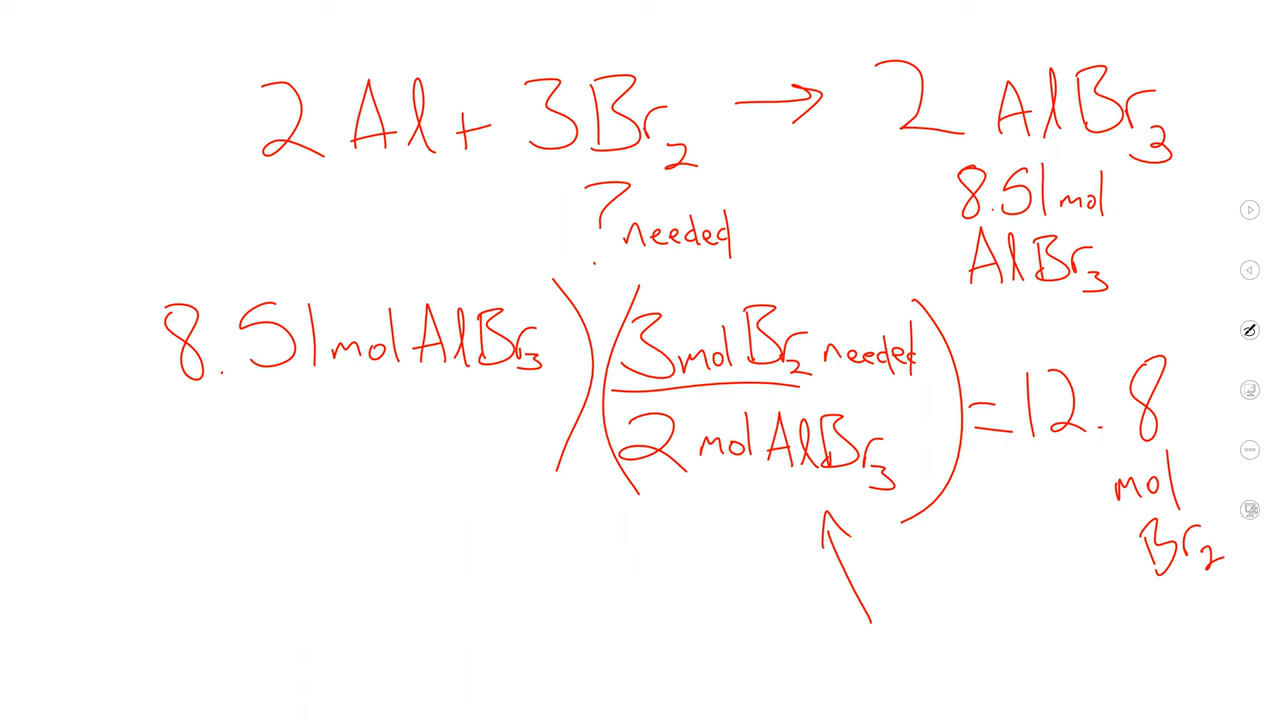 2 Al + 3 Br₂ → 2 AlBr₃
? needed
8.51 mol
AlBr₃
8.51 mol AlBr₃ ) ( 3 mol Br₂ needed / 2 mol AlBr₃ ) = 12.8
mol
Br₂